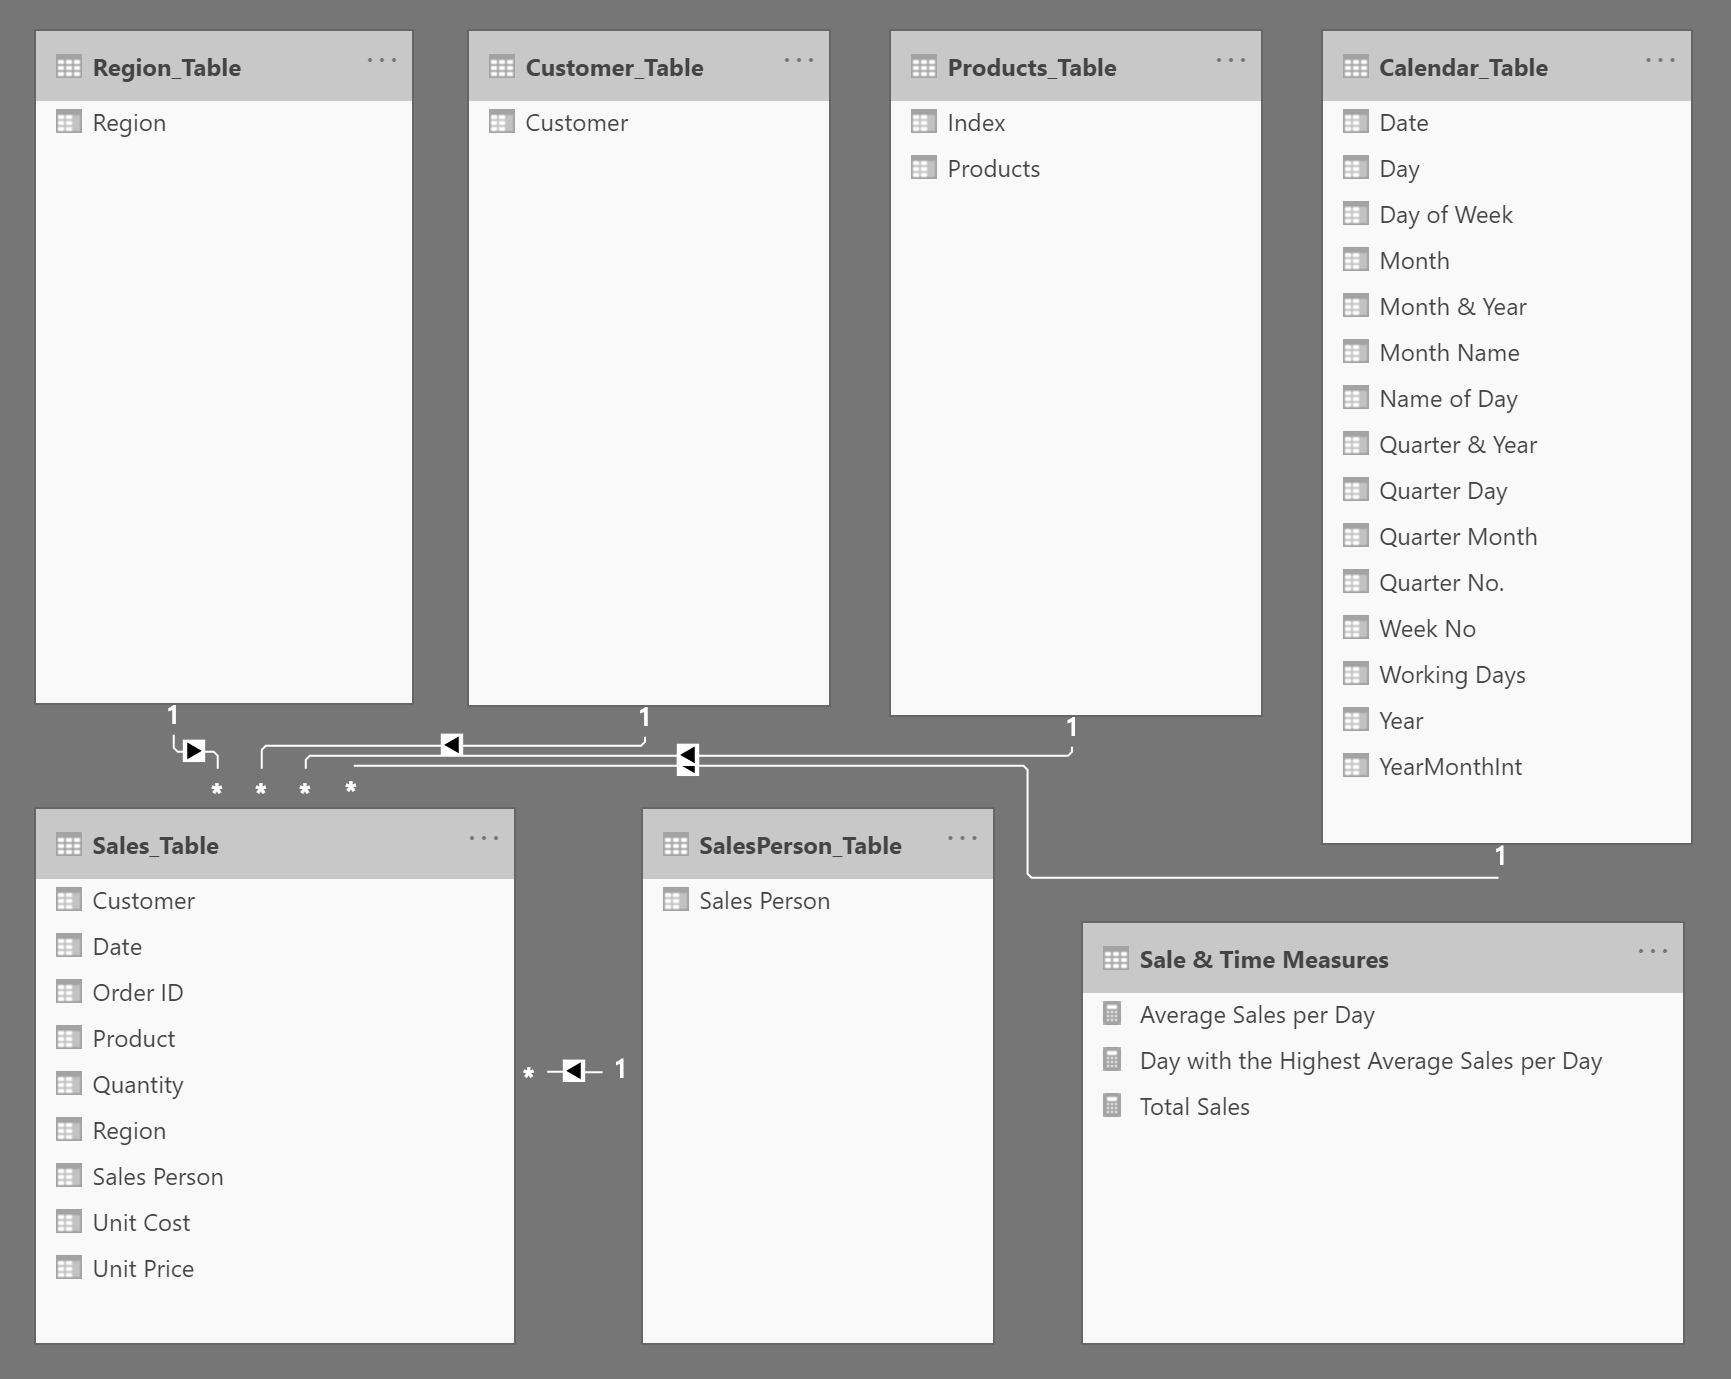 Region_Table
Region
Customer_Table
Customer
Products_Table
Index
Products
Calendar_Table
Date
Day
Day of Week
Month
Month & Year
Month Name
Name of Day
Quarter & Year
Quarter Day
Quarter Month
Quarter No.
Week No
Working Days
Year
YearMonthInt
1
1
1
1
* * * *
Sales_Table
Customer
Date
Order ID
Product
Quantity
Region
Sales Person
Unit Cost
Unit Price
* 1
SalesPerson_Table
Sales Person
Sale & Time Measures
Average Sales per Day
Day with the Highest Average Sales per Day
Total Sales